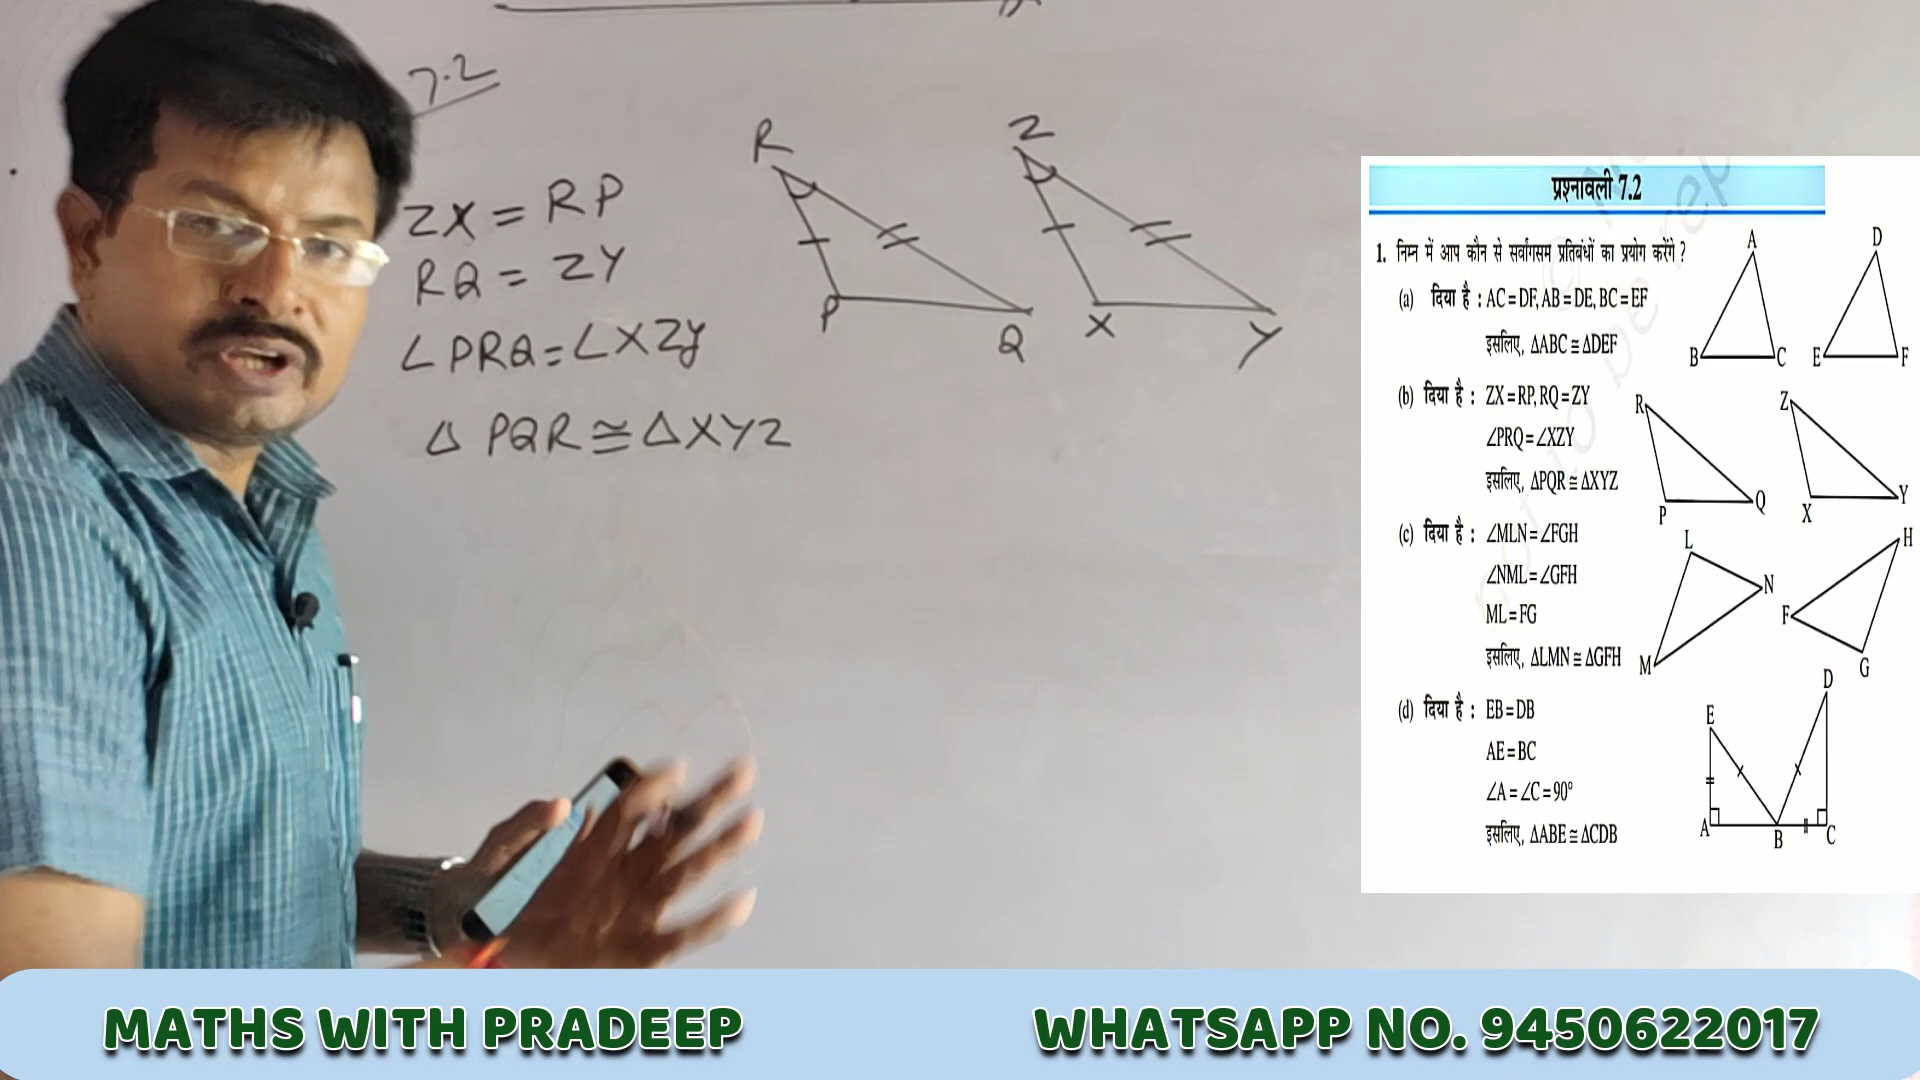 7.2
ZX = RP
RQ = ZY
∠PRQ = ∠XZY
Δ PQR ≅ ΔXYZ
R
P
Q
Z
X
Y
प्रश्नावली 7.2
1. निम्न में आप कौन से सर्वांगसम प्रतिबंधों का प्रयोग करेंगे ?
(a) दिया है : AC = DF, AB = DE, BC = EF
इसलिए, ΔABC ≅ ΔDEF
A
B
C
D
E
F
(b) दिया है : ZX = RP, RQ = ZY
∠PRQ = ∠XZY
इसलिए, ΔPQR ≅ ΔXYZ
R
P
Q
Z
X
Y
(c) दिया है : ∠MLN = ∠FGH
∠NML = ∠GFH
ML = FG
इसलिए, ΔLMN ≅ ΔGFH
L
N
M
H
F
G
(d) दिया है : EB = DB
AE = BC
∠A = ∠C = 90°
इसलिए, ΔABE ≅ ΔCDB
E
D
A
B
C
MATHS WITH PRADEEP
WHATSAPP NO. 9450622017